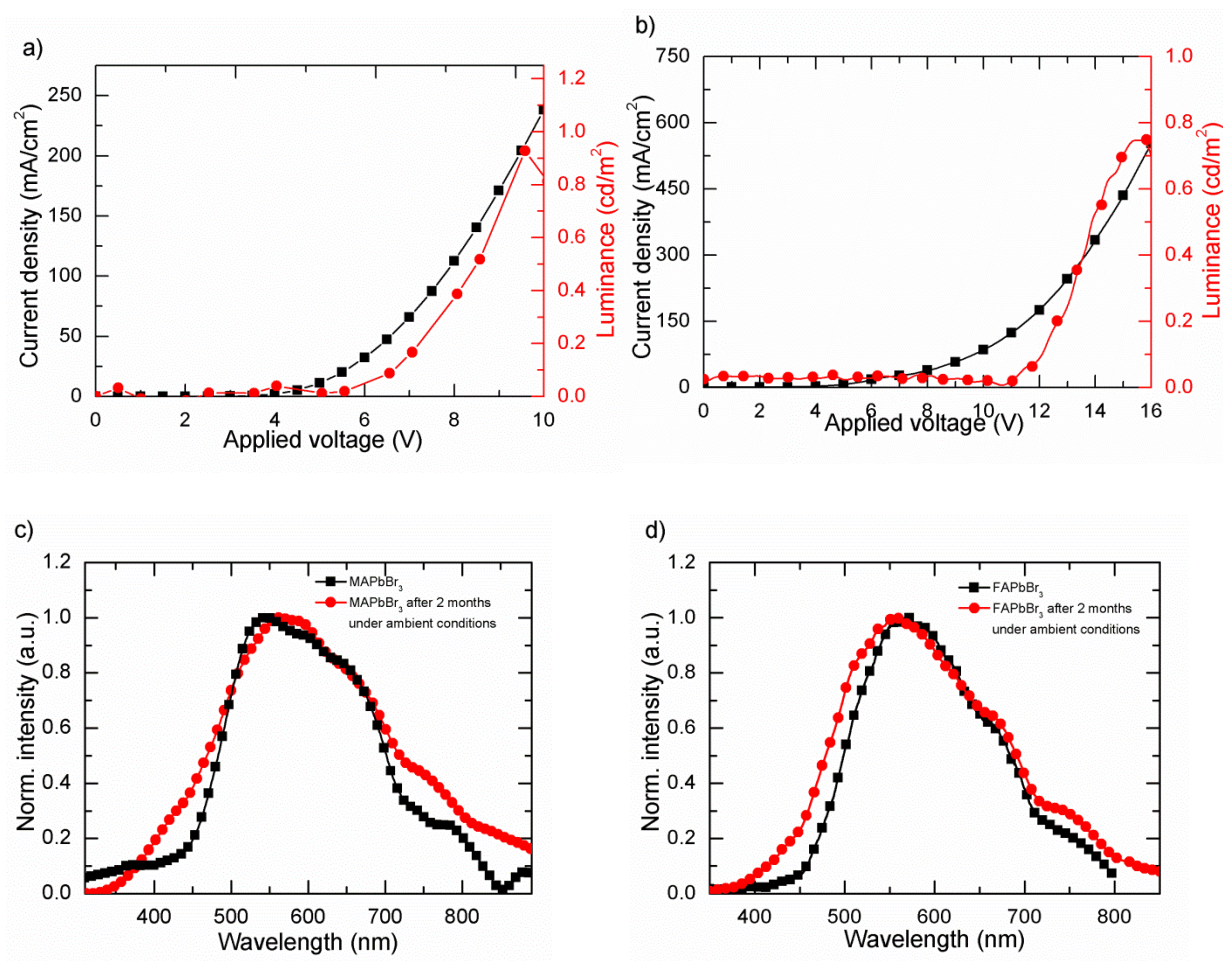 a)
250
200
150
100
50
0
Current density (mA/cm²)
1.2
1.0
0.8
0.6
0.4
0.2
0.0
Luminance (cd/m²)
0 2 4 6 8 10
Applied voltage (V)
b)
750
600
450
300
150
0
Current density (mA/cm²)
1.0
0.8
0.6
0.4
0.2
0.0
Luminance (cd/m²)
0 2 4 6 8 10 12 14 16
Applied voltage (V)
c)
1.2
1.0
0.8
0.6
0.4
0.2
0.0
Norm. intensity (a.u.)
MAPbBr₃
MAPbBr₃ after 2 months
under ambient conditions
400 500 600 700 800
Wavelength (nm)
d)
1.2
1.0
0.8
0.6
0.4
0.2
0.0
Norm. intensity (a.u.)
FAPbBr₃
FAPbBr₃ after 2 months
under ambient conditions
400 500 600 700 800
Wavelength (nm)